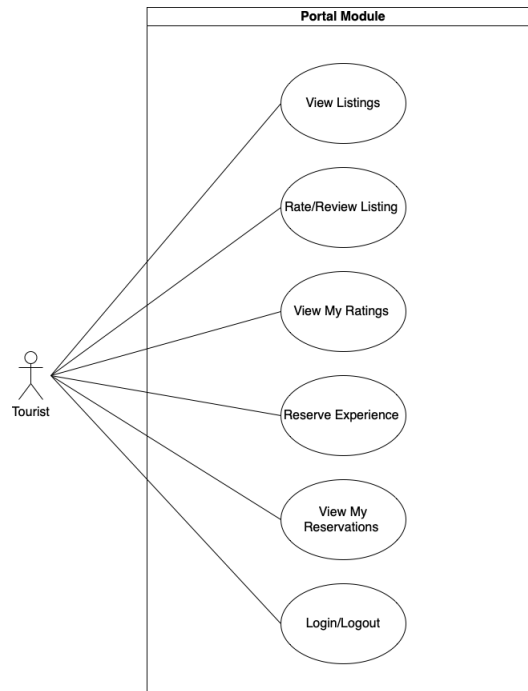 Portal Module
View Listings
Rate/Review Listing
View My Ratings
Tourist
Reserve Experience
View My
Reservations
Login/Logout